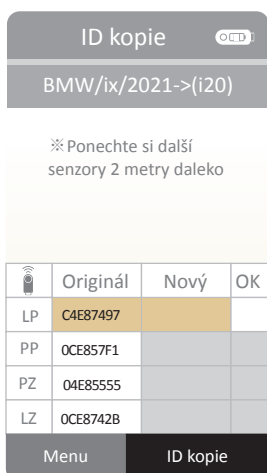 ID kopie
BMW/ix/2021->(i20)
※Ponechte si další
senzory 2 metry daleko
Originál Nový OK
LP C4E87497
PP 0CE857F1
PZ 04E85555
LZ 0CE8742B
Menu ID kopie